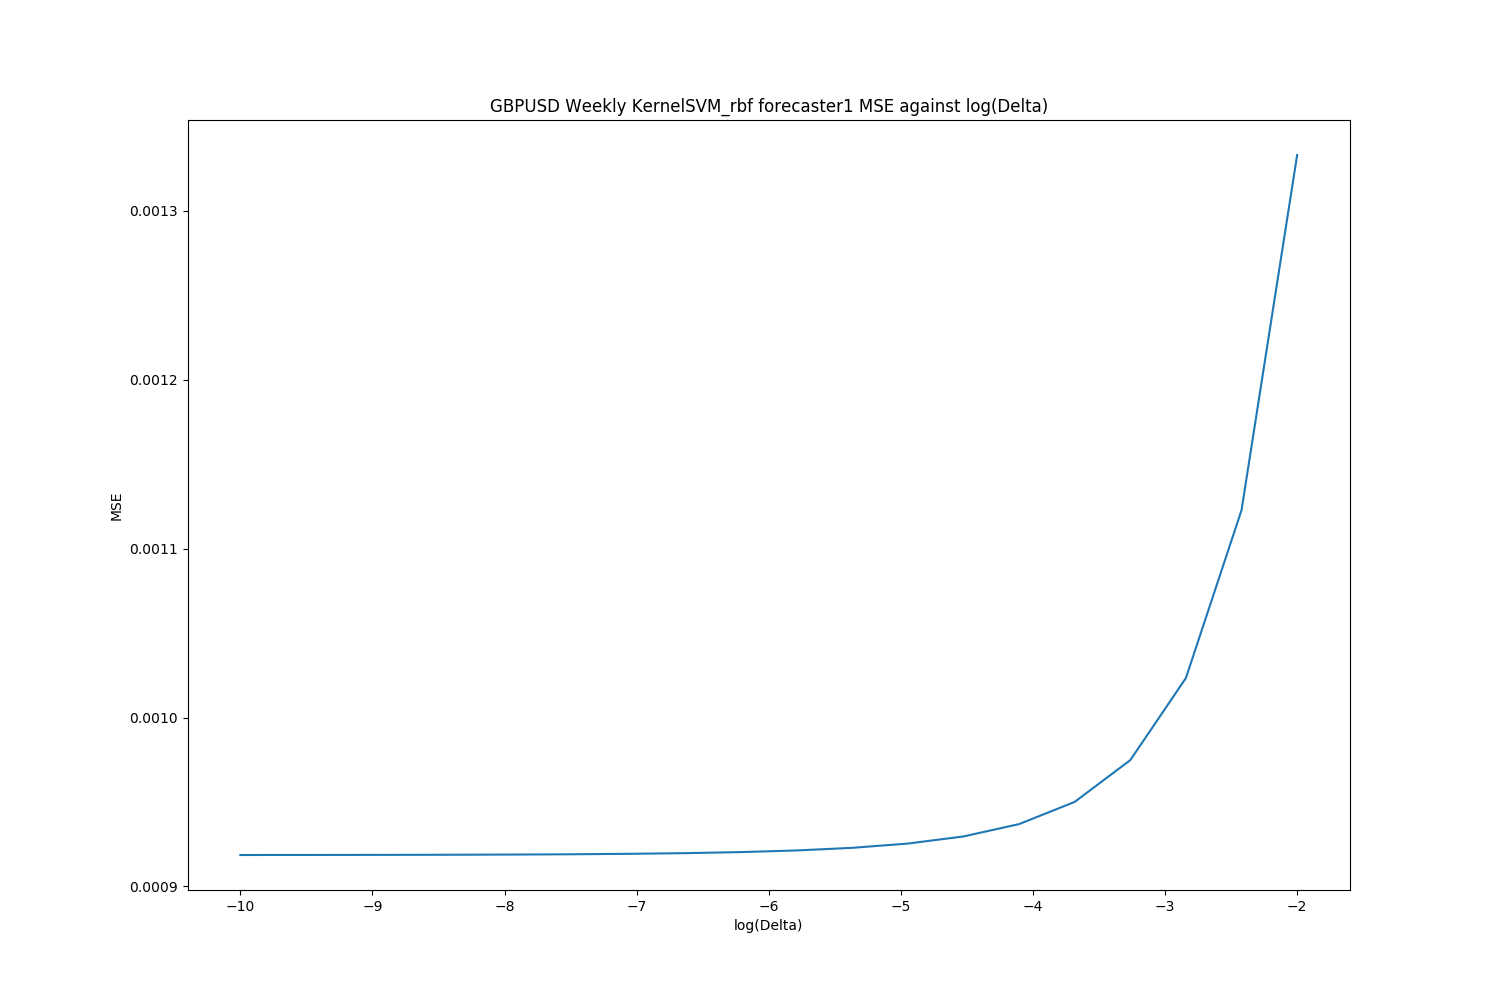 GBPUSD Weekly KernelSVM_rbf forecaster1 MSE against log(Delta)
0.0013
0.0012
0.0011
0.0010
0.0009
MSE
−10 −9 −8 −7 −6 −5 −4 −3 −2
log(Delta)